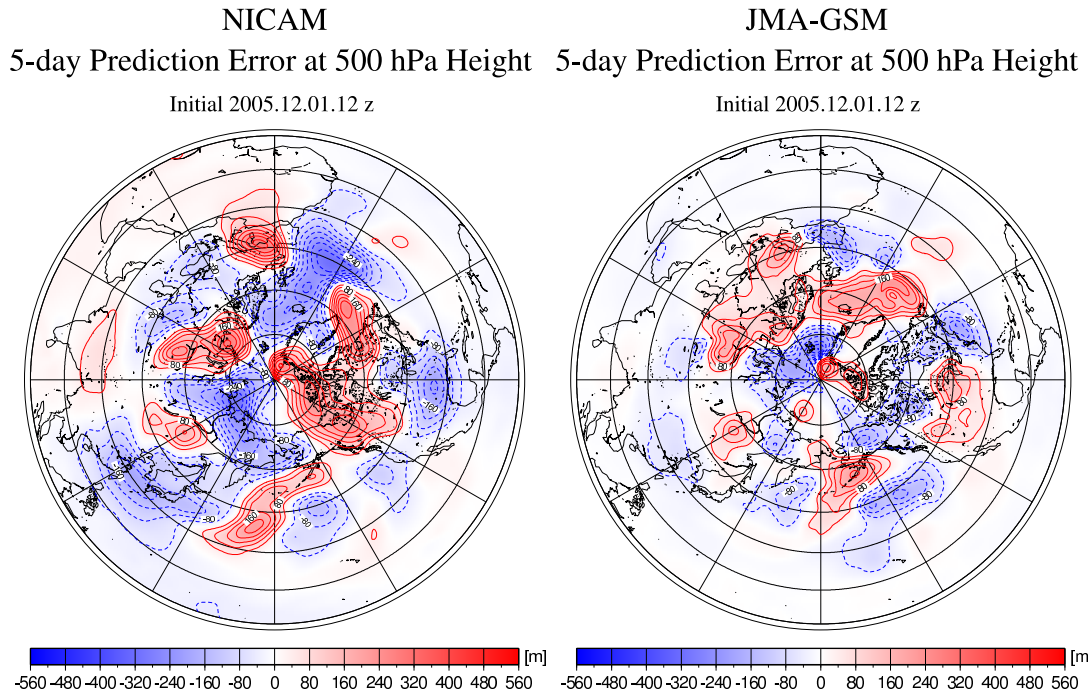 NICAM
5-day Prediction Error at 500 hPa Height
Initial 2005.12.01.12 z
[m]
-560 -480 -400 -320 -240 -160 -80 0 80 160 240 320 400 480 560
JMA-GSM
5-day Prediction Error at 500 hPa Height
Initial 2005.12.01.12 z
[m]
-560 -480 -400 -320 -240 -160 -80 0 80 160 240 320 400 480 560